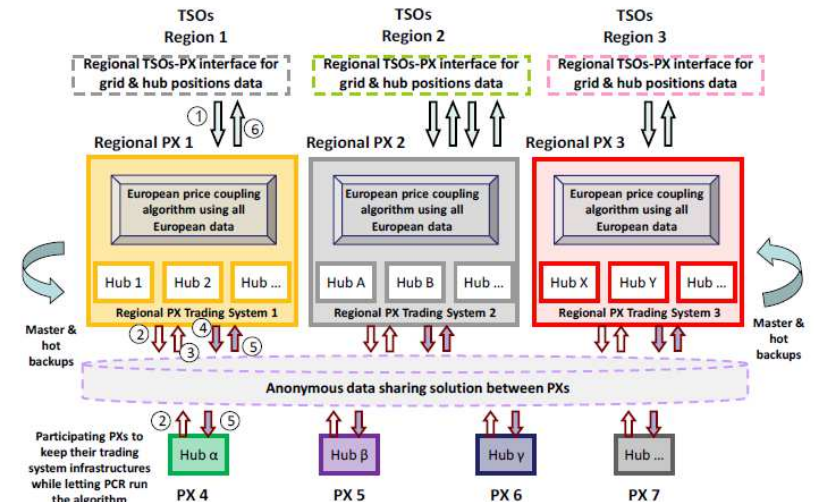 TSOs
Region 1
TSOs
Region 2
TSOs
Region 3
Regional TSOs-PX interface for
grid & hub positions data
Regional TSOs-PX interface for
grid & hub positions data
Regional TSOs-PX interface for
grid & hub positions data
1
6
Regional PX 1
Regional PX 2
Regional PX 3
European price coupling
algorithm using all
European data
European price coupling
algorithm using all
European data
European price coupling
algorithm using all
European data
Hub 1
Hub 2
Hub ...
Hub A
Hub B
Hub ...
Hub X
Hub Y
Hub ...
Regional PX Trading System 1
Regional PX Trading System 2
Regional PX Trading System 3
Master &
hot
backups
2
3
4
5
Master &
hot
backups
Anonymous data sharing solution between PXs
2
5
Participating PXs to
keep their trading
system infrastructures
while letting PCR run
the algorithm
Hub α
Hub β
Hub γ
Hub ...
PX 4
PX 5
PX 6
PX 7